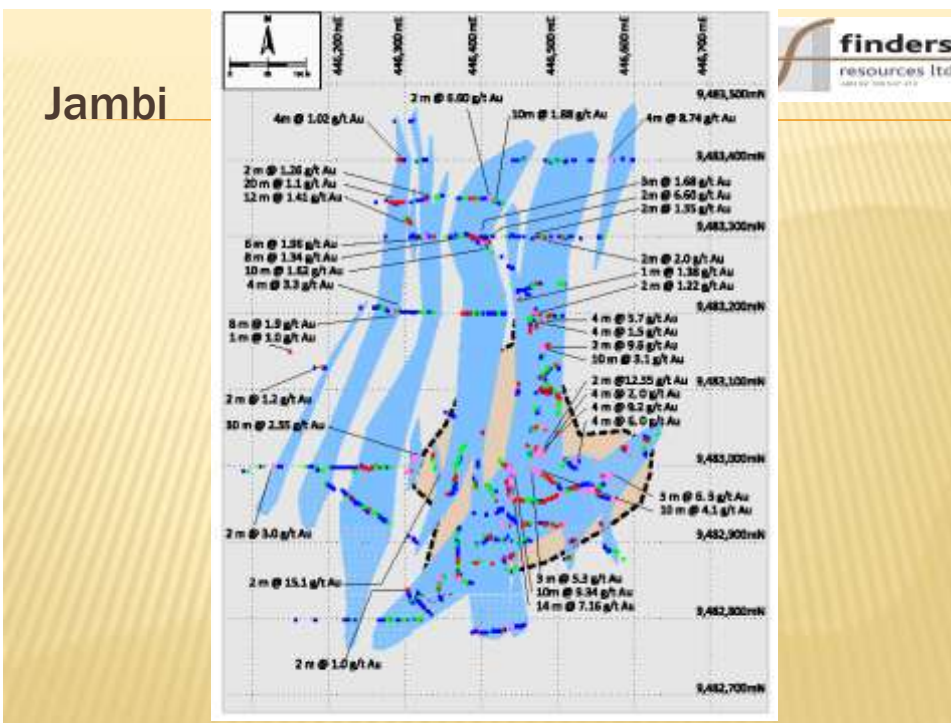 Jambi
finders
resources ltd
N
446,200 mE
446,300 mE
446,400 mE
446,500 mE
446,600 mE
446,700 mE
9,483,500mN
9,483,400mN
9,483,300mN
9,483,200mN
9,483,100mN
9,483,000mN
9,482,900mN
9,482,800mN
9,482,700mN
2 m @ 6.60 g/t Au
10m @ 1.88 g/t Au
4m @ 1.02 g/t Au
4 m @ 8.74 g/t Au
2 m @ 1.26 g/t Au
20 m @ 1.1 g/t Au
12 m @ 1.41 g/t Au
3m @ 1.68 g/t Au
2m @ 6.60 g/t Au
2m @ 1.35 g/t Au
6 m @ 1.96 g/t Au
8 m @ 1.34 g/t Au
10 m @ 1.62 g/t Au
4 m @ 3.3 g/t Au
2m @ 2.0 g/t Au
1 m @ 1.38 g/t Au
2 m @ 1.22 g/t Au
8 m @ 1.9 g/t Au
1 m @ 1.0 g/t Au
4 m @ 5.7 g/t Au
4 m @ 1.5 g/t Au
2 m @ 9.6 g/t Au
10 m @ 3.1 g/t Au
2 m @ 1.2 g/t Au
2 m @12.35 g/t Au
4 m @ 2.0 g/t Au
4 m @ 9.2 g/t Au
4 m @ 6.0 g/t Au
30 m @ 2.55 g/t Au
10 m @ 4.1 g/t Au
2 m @ 3.0 g/t Au
2 m @ 15.1 g/t Au
3 m @ 5.3 g/t Au
10m @ 9.34 g/t Au
14 m @ 7.16 g/t Au
2 m @ 1.0 g/t Au